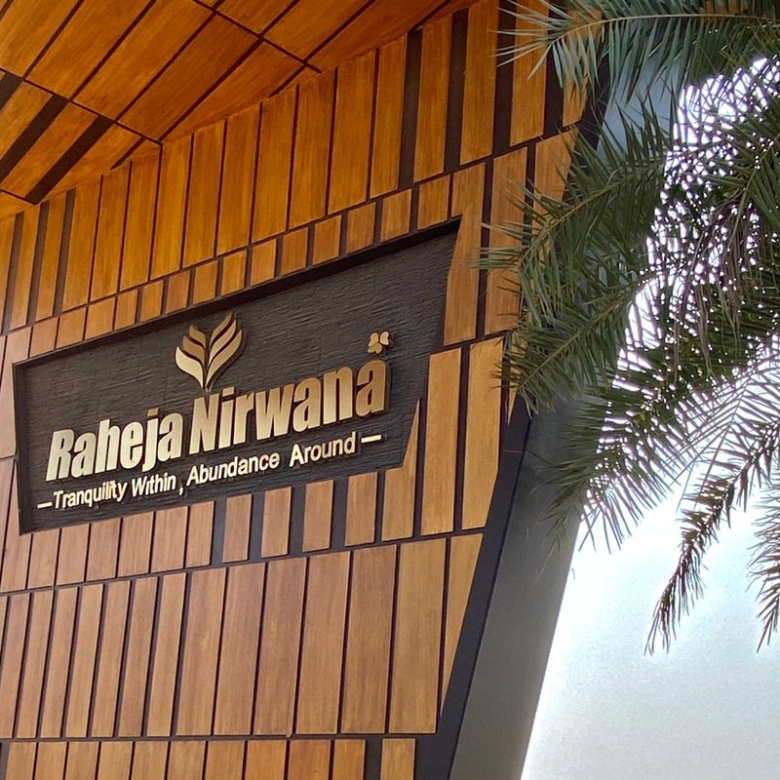 Raheja Nirwana
—Tranquility Within, Abundance Around—